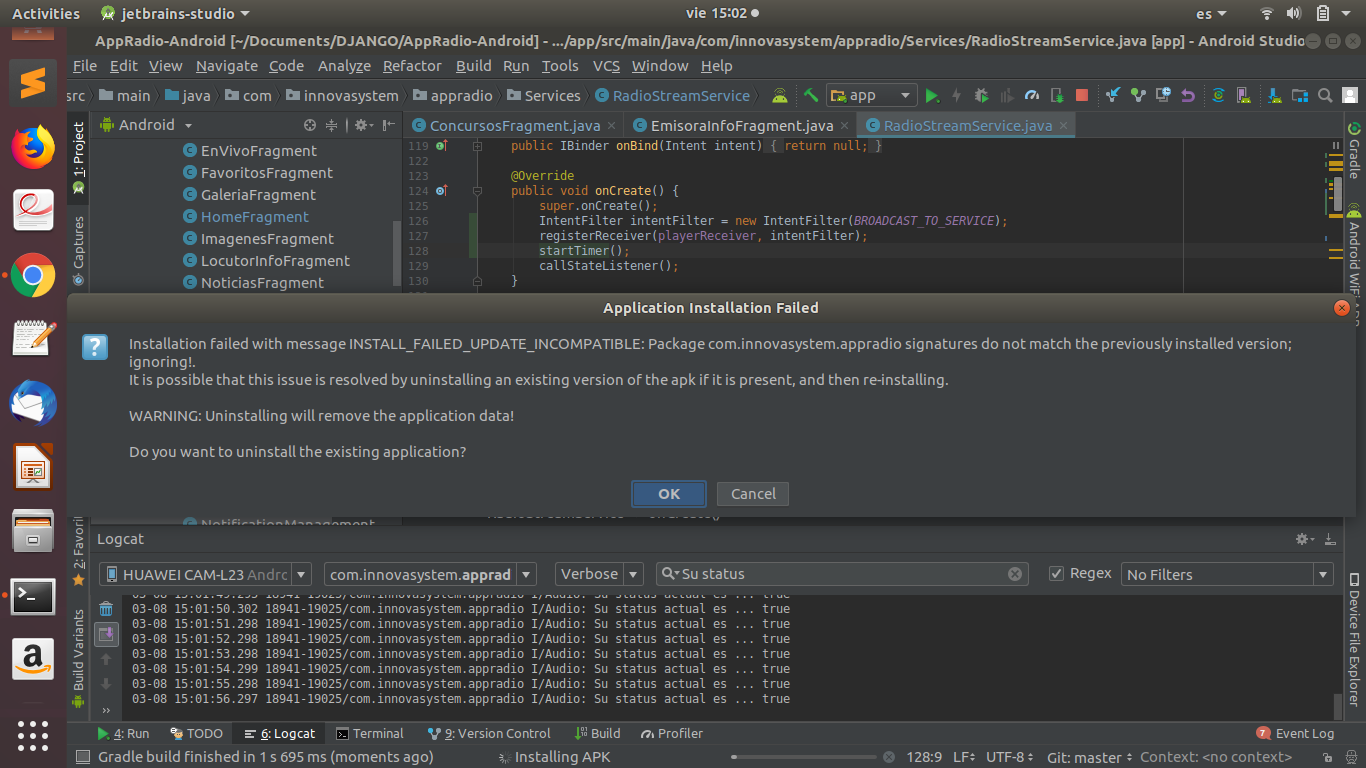 Activities
jetbrains-studio
vie 15:02
es
AppRadio-Android [~/Documents/DJANGO/AppRadio-Android] - .../app/src/main/java/com/innovasystem/appradio/Services/RadioStreamService.java [app] - Android Studio
File Edit View Navigate Code Analyze Refactor Build Run Tools VCS Window Help
src main java com innovasystem appradio Services RadioStreamService app
Android
ConcursosFragment.java EmisoraInfoFragment.java RadioStreamService.java
1: Project
Captures
EnVivoFragment
FavoritosFragment
GaleriaFragment
HomeFragment
ImagenesFragment
LocutorInfoFragment
NoticiasFragment
119 public IBinder onBind(Intent intent) { return null; }
122
123 @Override
124 public void onCreate() {
125 super.onCreate();
126 IntentFilter intentFilter = new IntentFilter(BROADCAST_TO_SERVICE);
127 registerReceiver(playerReceiver, intentFilter);
128 startTimer();
129 callStateListener();
130 }
Gradle
Android WiFi
Application Installation Failed
Installation failed with message INSTALL_FAILED_UPDATE_INCOMPATIBLE: Package com.innovasystem.appradio signatures do not match the previously installed version;
ignoring!.
It is possible that this issue is resolved by uninstalling an existing version of the apk if it is present, and then re-installing.
WARNING: Uninstalling will remove the application data!
Do you want to uninstall the existing application?
OK Cancel
NotificationManagement
2: Favori
Build Variants
Logcat
HUAWEI CAM-L23 Andro com.innovasystem.apprad Verbose Su status Regex No Filters
03-08 15:01:49.295 18941-19025/com.innovasystem.appradio I/Audio: Su status actual es ... true
03-08 15:01:50.302 18941-19025/com.innovasystem.appradio I/Audio: Su status actual es ... true
03-08 15:01:51.298 18941-19025/com.innovasystem.appradio I/Audio: Su status actual es ... true
03-08 15:01:52.298 18941-19025/com.innovasystem.appradio I/Audio: Su status actual es ... true
03-08 15:01:53.298 18941-19025/com.innovasystem.appradio I/Audio: Su status actual es ... true
03-08 15:01:54.299 18941-19025/com.innovasystem.appradio I/Audio: Su status actual es ... true
03-08 15:01:55.298 18941-19025/com.innovasystem.appradio I/Audio: Su status actual es ... true
03-08 15:01:56.297 18941-19025/com.innovasystem.appradio I/Audio: Su status actual es ... true
Device File Explorer
4: Run TODO 6: Logcat Terminal 9: Version Control Build Profiler 7 Event Log
Gradle build finished in 1 s 695 ms (moments ago) Installing APK 128:9 LF UTF-8 Git: master Context: <no context>